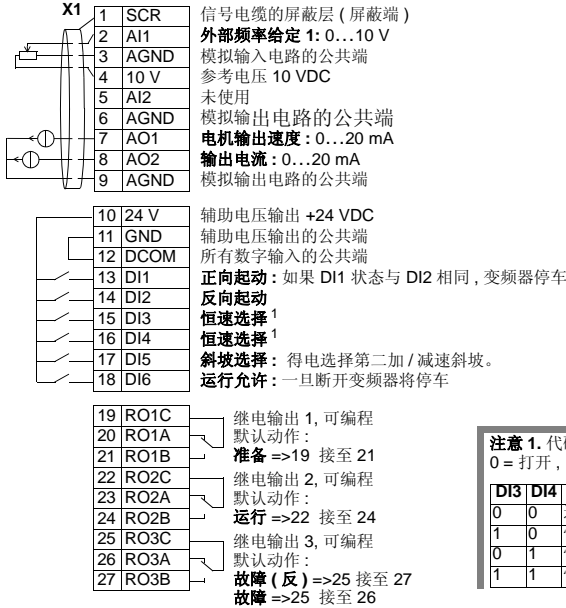 X1
1 SCR 信号电缆的屏蔽层 ( 屏蔽端 )
2 AI1 外部频率给定 1: 0…10 V
3 AGND 模拟输入电路的公共端
4 10 V 参考电压 10 VDC
5 AI2 未使用
6 AGND 模拟输出电路的公共端
7 AO1 电机输出速度 : 0…20 mA
8 AO2 输出电流 : 0…20 mA
9 AGND 模拟输出电路的公共端
10 24 V 辅助电压输出 +24 VDC
11 GND 辅助电压输出的公共端
12 DCOM 所有数字输入的公共端
13 DI1 正向起动 : 如果 DI1 状态与 DI2 相同 , 变频器停车
14 DI2 反向起动
15 DI3 恒速选择 1
16 DI4 恒速选择 1
17 DI5 斜坡选择 : 得电选择第二加 / 减速斜坡。
18 DI6 运行允许 : 一旦断开变频器将停车
19 RO1C 继电输出 1, 可编程
20 RO1A 默认动作 :
21 RO1B 准备 =>19 接至 21
22 RO2C 继电输出 2, 可编程
23 RO2A 默认动作 :
24 RO2B 运行 =>22 接至 24
25 RO3C 继电输出 3, 可编程
26 RO3A 默认动作 :
27 RO3B 故障 ( 反 ) =>25 接至 27
故障 =>25 接至 26
注意 1. 代
0 = 打开 ,
DI3 DI4
0 0
1 0
0 1
1 1